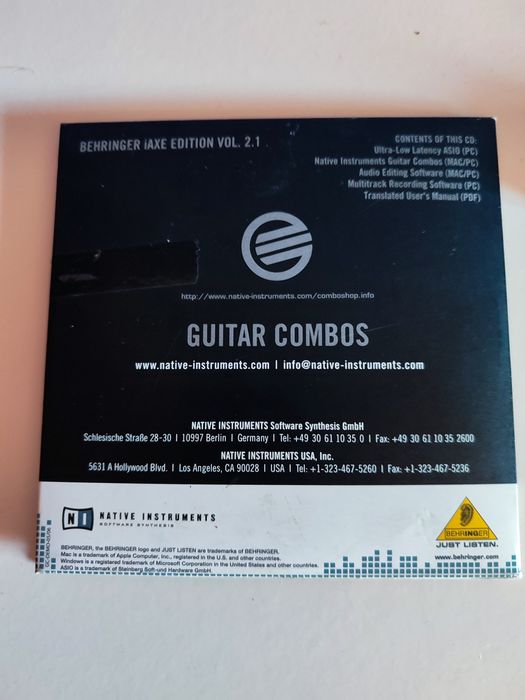 BEHRINGER iAXE EDITION VOL. 2.1
CONTENTS OF THIS CD:
Ultra-Low Latency ASIO (PC)
Native Instruments Guitar Combos (MAC/PC)
Audio Editing Software (MAC/PC)
Multitrack Recording Software (PC)
Translated User's Manual (PDF)
http://www.native-instruments.com/comboshop.info
GUITAR COMBOS
www.native-instruments.com | info@native-instruments.com
NATIVE INSTRUMENTS Software Synthesis GmbH
Schlesische Straße 28-30 | 10997 Berlin | Germany | Tel: +49 30 61 10 35 0 | Fax: +49 30 61 10 35 2600
NATIVE INSTRUMENTS USA, Inc.
5631 A Hollywood Blvd. | Los Angeles, CA 90028 | USA | Tel: +1-323-467-5260 | Fax: +1-323-467-5236
NI NATIVE INSTRUMENTS
SOFTWARE SYNTHESIS
BEHRINGER
JUST LISTEN.
www.behringer.com
BEHRINGER, the BEHRINGER logo and JUST LISTEN are trademarks of BEHRINGER.
Mac is a trademark of Apple Computer, Inc., registered in the U.S. and other countries.
Windows is a registered trademark of Microsoft Corporation in the United States and other countries.
ASIO is a trademark of Steinberg Soft-und Hardware GmbH.